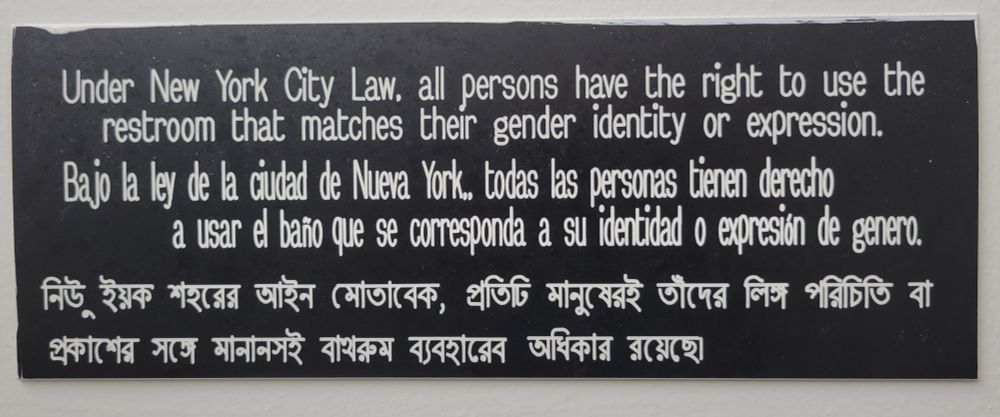 Under New York City Law, all persons have the right to use the
restroom that matches their gender identity or expression.
Bajo la ley de la ciudad de Nueva York,, todas las personas tienen derecho
a usar el baño que se corresponda a su identidad o expresión de genero.
নিউ ইয়ক শহরের আইন মোতাবেক, প্রতিটি মানুষেরই তাঁদের লিঙ্গ পরিচিতি বা
প্রকাশের সঙ্গে মানানসই বাথরুম ব্যবহারেব অধিকার রয়েছে।